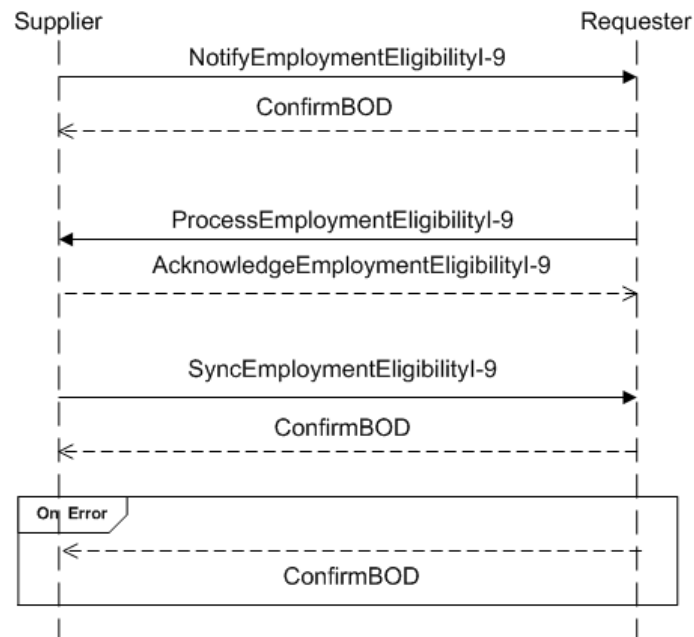 Supplier
Requester
NotifyEmploymentEligibilityI-9
ConfirmBOD
ProcessEmploymentEligibilityI-9
AcknowledgeEmploymentEligibilityI-9
SyncEmploymentEligibilityI-9
ConfirmBOD
On Error
ConfirmBOD